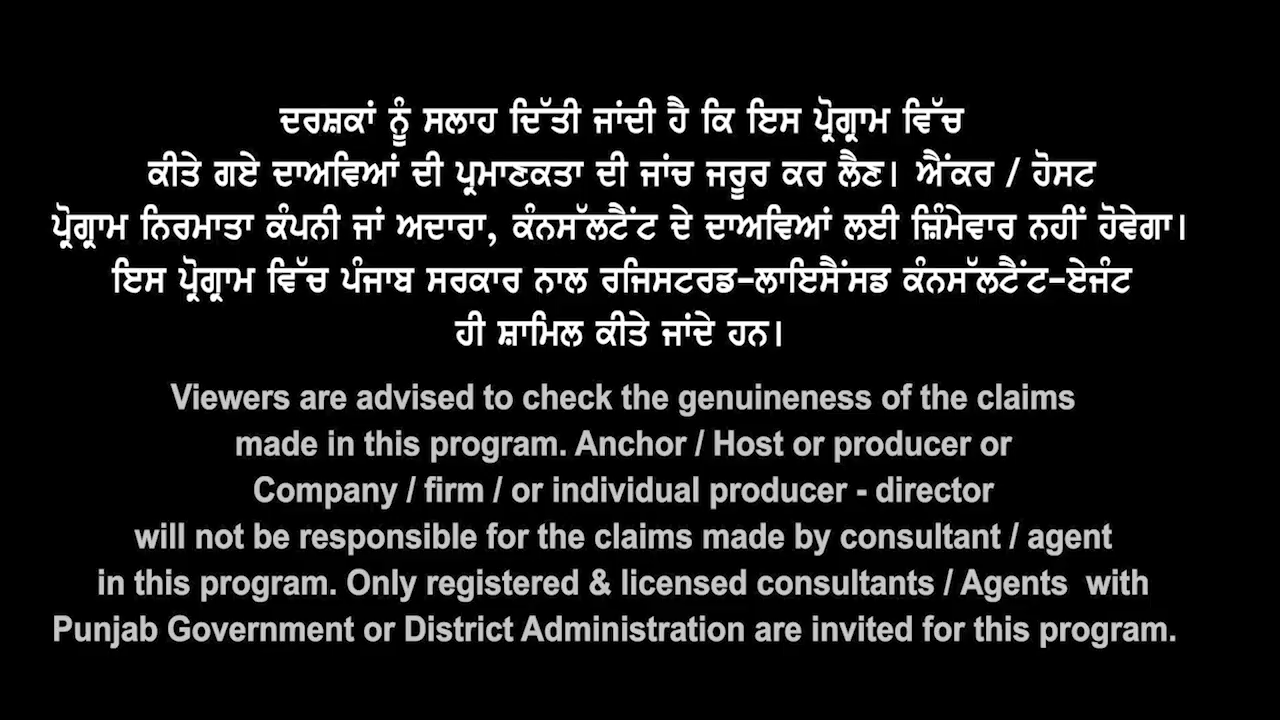 ਦਰਸ਼ਕਾਂ ਨੂੰ ਸਲਾਹ ਦਿੱਤੀ ਜਾਂਦੀ ਹੈ ਕਿ ਇਸ ਪ੍ਰੋਗ੍ਰਾਮ ਵਿੱਚ
ਕੀਤੇ ਗਏ ਦਾਅਵਿਆਂ ਦੀ ਪ੍ਰਮਾਣਕਤਾ ਦੀ ਜਾਂਚ ਜਰੂਰ ਕਰ ਲੈਣ। ਐਂਕਰ / ਹੋਸਟ
ਪ੍ਰੋਗ੍ਰਾਮ ਨਿਰਮਾਤਾ ਕੰਪਨੀ ਜਾਂ ਅਦਾਰਾ, ਕੰਨਸੱਲਟੈਂਟ ਦੇ ਦਾਅਵਿਆਂ ਲਈ ਜ਼ਿੰਮੇਵਾਰ ਨਹੀਂ ਹੋਵੇਗਾ।
ਇਸ ਪ੍ਰੋਗ੍ਰਾਮ ਵਿੱਚ ਪੰਜਾਬ ਸਰਕਾਰ ਨਾਲ ਰਜਿਸਟਰਡ-ਲਾਇਸੈਂਸਡ ਕੰਨਸੱਲਟੈਂਟ-ਏਜੰਟ
ਹੀ ਸ਼ਾਮਿਲ ਕੀਤੇ ਜਾਂਦੇ ਹਨ।
Viewers are advised to check the genuineness of the claims
made in this program. Anchor / Host or producer or
Company / firm / or individual producer - director
will not be responsible for the claims made by consultant / agent
in this program. Only registered & licensed consultants / Agents  with
Punjab Government or District Administration are invited for this program.